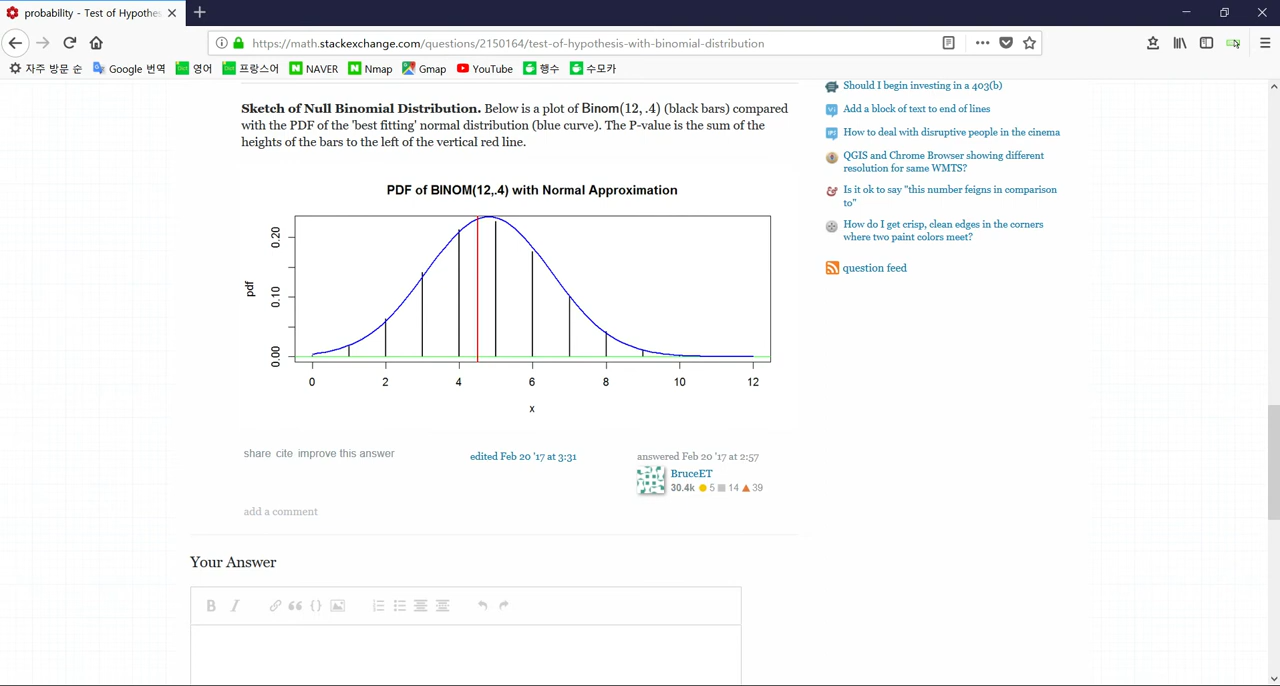 probability - Test of Hypothes
https://math.stackexchange.com/questions/2150164/test-of-hypothesis-with-binomial-distribution
자주 방문 순 Google 번역 영어 프랑스어 NAVER Nmap Gmap YouTube 행수 수모카
Sketch of Null Binomial Distribution. Below is a plot of Binom(12, .4) (black bars) compared
with the PDF of the 'best fitting' normal distribution (blue curve). The P-value is the sum of the
heights of the bars to the left of the vertical red line.
PDF of BINOM(12,.4) with Normal Approximation
pdf
0.20
0.10
0.00
0 2 4 6 8 10 12
x
share cite improve this answer
edited Feb 20 '17 at 3:31
answered Feb 20 '17 at 2:57
BruceET
30.4k 5 14 39
add a comment
Your Answer
B I
Should I begin investing in a 403(b)
Add a block of text to end of lines
How to deal with disruptive people in the cinema
QGIS and Chrome Browser showing different
resolution for same WMTS?
Is it ok to say "this number feigns in comparison
to"
How do I get crisp, clean edges in the corners
where two paint colors meet?
question feed